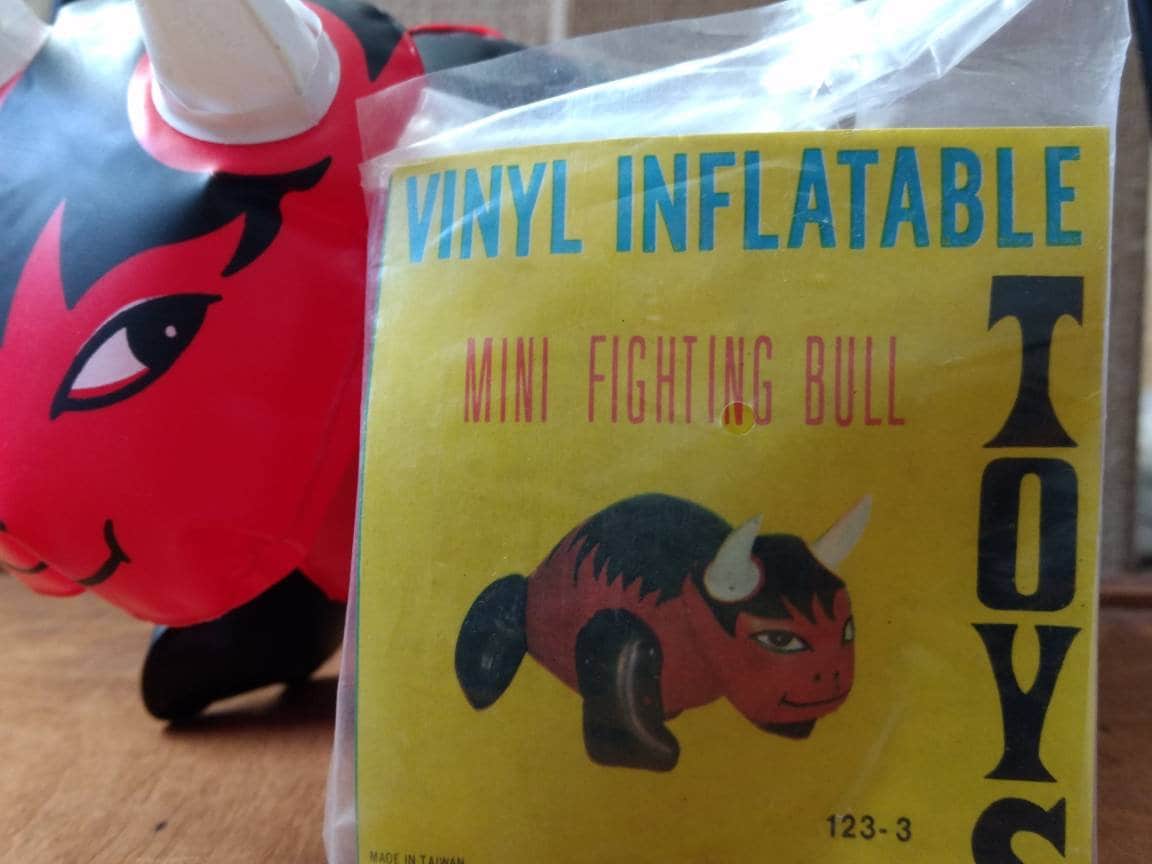 VINYL INFLATABLE
TOYS
MINI FIGHTING BULL
123-3
MADE IN TAIWAN